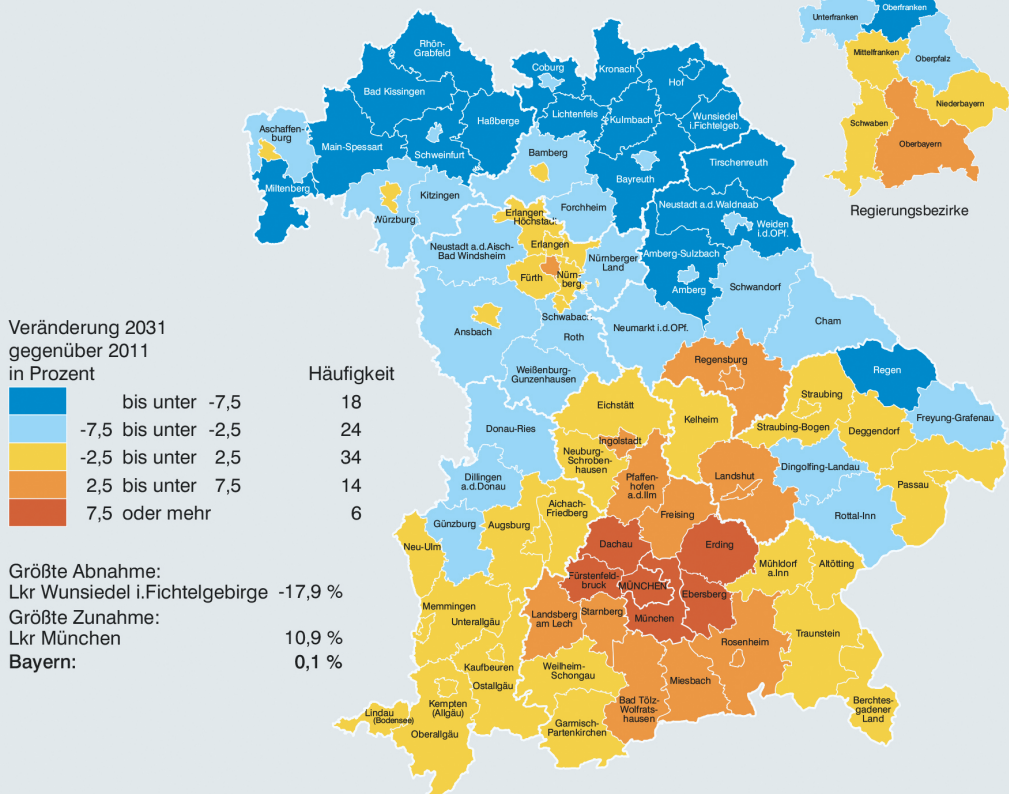 Oberfranken
Unterfranken
Mittelfranken
Oberpfalz
Niederbayern
Schwaben
Oberbayern
Regierungsbezirke
Rhön-
Grabfeld
Coburg
Kronach
Hof
Bad Kissingen
Lichtenfels
Kulmbach
Wunsiedel
i.Fichtelgeb.
Haßberge
Aschaffen-
burg
Main-Spessart
Schweinfurt
Bamberg
Bayreuth
Tirschenreuth
Miltenberg
Kitzingen
Würzburg
Forchheim
Neustadt a.d.Waldnaab
Weiden
i.d.OPf.
Erlangen
Höchstadt
Erlangen
Neustadt a.d.Aisch-
Bad Windsheim
Nürnberger
Land
Amberg-Sulzbach
Amberg
Fürth
Nürn-
berg
Schwandorf
Schwabach
Ansbach
Roth
Neumarkt i.d.OPf.
Cham
Weißenburg-
Gunzenhausen
Regensburg
Regen
Straubing
Freyung-Grafenau
Eichstätt
Kelheim
Straubing-Bogen
Deggendorf
Donau-Ries
Ingolstadt
Neuburg-
Schroben-
hausen
Dingolfing-Landau
Passau
Dillingen
a.d.Donau
Pfaffen-
hofen
a.d.Ilm
Landshut
Rottal-Inn
Aichach-
Friedberg
Freising
Günzburg
Augsburg
Neu-Ulm
Dachau
Erding
Mühldorf
a.Inn
Altötting
Fürstenfeld-
bruck
MÜNCHEN
Ebersberg
Memmingen
Unterallgäu
Landsberg
am Lech
Starnberg
München
Traunstein
Rosenheim
Kaufbeuren
Weilheim-
Schongau
Miesbach
Ostallgäu
Kempten
(Allgäu)
Bad Tölz-
Wolfrats-
hausen
Berchtes-
gadener
Land
Lindau
(Bodensee)
Oberallgäu
Garmisch-
Partenkirchen
Veränderung 2031
gegenüber 2011
in Prozent Häufigkeit
bis unter -7,5 18
-7,5 bis unter -2,5 24
-2,5 bis unter 2,5 34
2,5 bis unter 7,5 14
7,5 oder mehr 6
Größte Abnahme:
Lkr Wunsiedel i.Fichtelgebirge -17,9 %
Größte Zunahme:
Lkr München 10,9 %
Bayern: 0,1 %